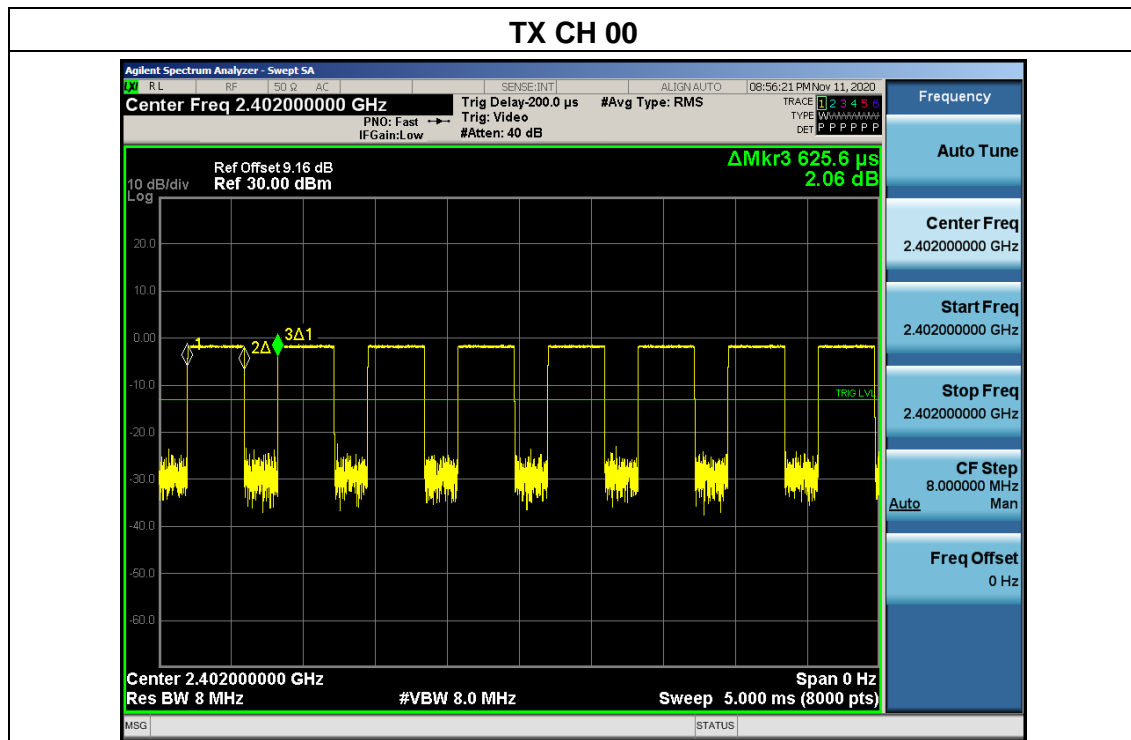 TX CH 00
Agilent Spectrum Analyzer - Swept SA
LXI RL RF 50 Ω AC SENSE:INT ALIGN AUTO 08:56:21 PM Nov 11, 2020
Center Freq 2.402000000 GHz
PNO: Fast
IFGain:Low
Trig Delay-200.0 µs
Trig: Video
#Atten: 40 dB
#Avg Type: RMS
TRACE 1 2 3 4 5 6
TYPE
DET P P P P P P
ΔMkr3 625.6 µs
2.06 dB
Ref Offset 9.16 dB
10 dB/div Ref 30.00 dBm
Log
20.0
10.0
0.00
1
2Δ
3Δ1
-10.0
TRIG LVL
-20.0
-30.0
-40.0
-50.0
-60.0
Center 2.402000000 GHz Span 0 Hz
Res BW 8 MHz #VBW 8.0 MHz Sweep 5.000 ms (8000 pts)
MSG STATUS
Frequency
Auto Tune
Center Freq
2.402000000 GHz
Start Freq
2.402000000 GHz
Stop Freq
2.402000000 GHz
CF Step
8.000000 MHz
Auto Man
Freq Offset
0 Hz